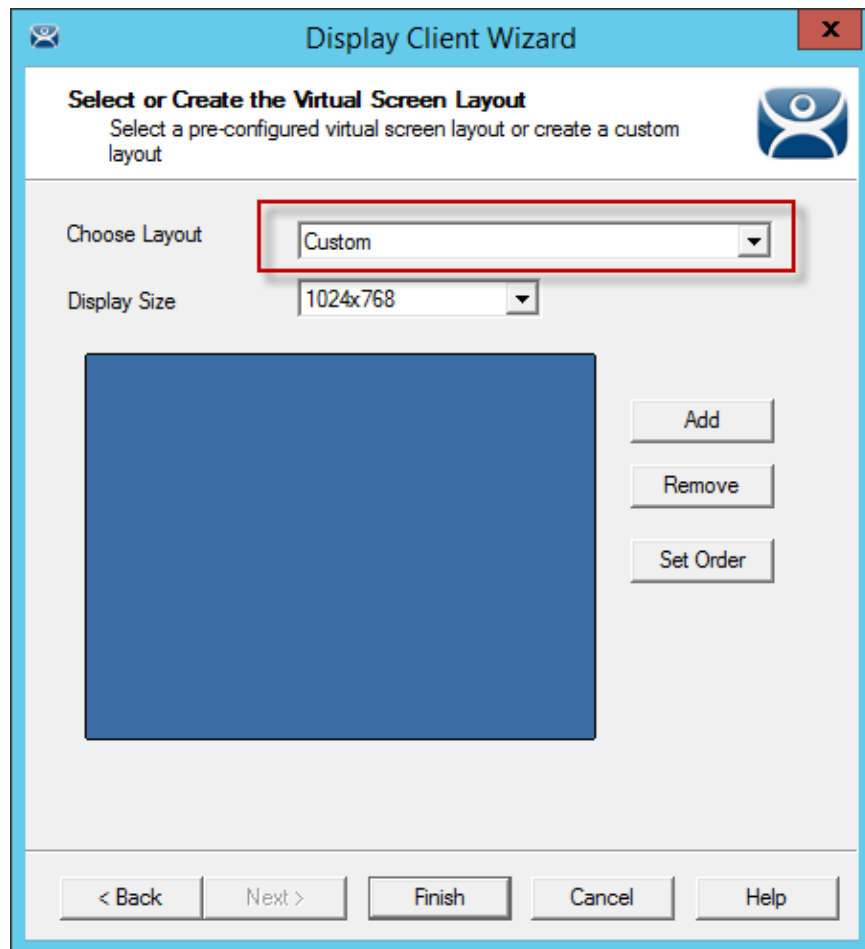 Display Client Wizard
x
Select or Create the Virtual Screen Layout
Select a pre-configured virtual screen layout or create a custom
layout
Choose Layout
Custom
Display Size
1024x768
Add
Remove
Set Order
< Back
Next >
Finish
Cancel
Help